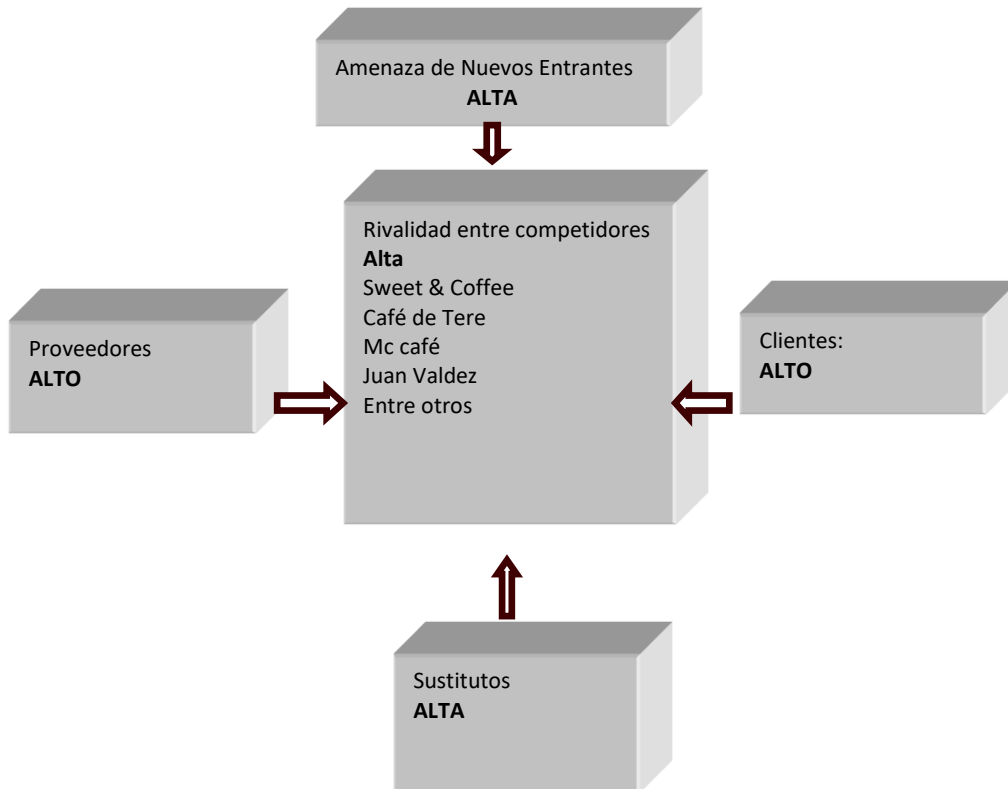 Amenaza de Nuevos Entrantes
ALTA
Rivalidad entre competidores
Alta
Sweet & Coffee
Café de Tere
Mc café
Juan Valdez
Entre otros
Proveedores
ALTO
Clientes:
ALTO
Sustitutos
ALTA